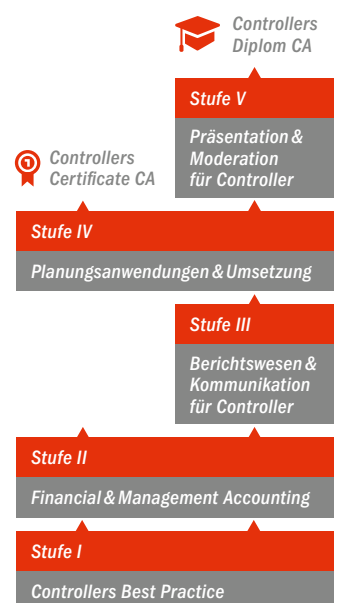 Controllers
Diplom CA
Stufe V
Präsentation &
Moderation
für Controller
1
Controllers
Certificate CA
Stufe IV
Planungsanwendungen & Umsetzung
Stufe III
Berichtswesen &
Kommunikation
für Controller
Stufe II
Financial & Management Accounting
Stufe I
Controllers Best Practice